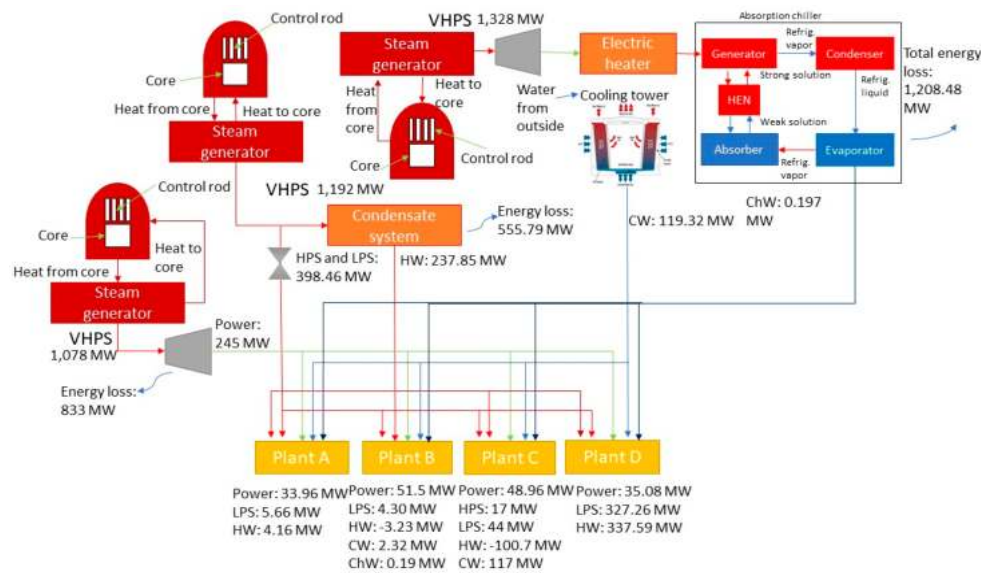 VHPS 1,328 MW
Control rod
Core
Heat from core
Heat to core
Steam
generator
Steam
generator
Heat
from
core
Heat to
core
Core
Control rod
Electric
heater
Water
from
outside
Cooling tower
Absorption chiller
Generator
Refrig.
vapor
Condenser
Strong solution
Refrig.
liquid
HEN
Weak solution
Absorber
Refrig.
vapor
Evaporator
Total energy
loss:
1,208.48
MW
ChW: 0.197
MW
CW: 119.32 MW
VHPS
1,192 MW
Condensate
system
Energy loss:
555.79 MW
HPS and LPS:
398.46 MW
HW: 237.85 MW
Control rod
Core
Heat from core
Heat to
core
Steam
generator
VHPS
1,078 MW
Power:
245 MW
Energy loss:
833 MW
Plant A
Plant B
Plant C
Plant D
Power: 33.96 MW
LPS: 5.66 MW
HW: 4.16 MW
Power: 51.5 MW
LPS: 4.30 MW
HW: -3.23 MW
CW: 2.32 MW
ChW: 0.19 MW
Power: 48.96 MW
HPS: 17 MW
LPS: 44 MW
HW: -100.7 MW
CW: 117 MW
Power: 35.08 MW
LPS: 327.26 MW
HW: 337.59 MW